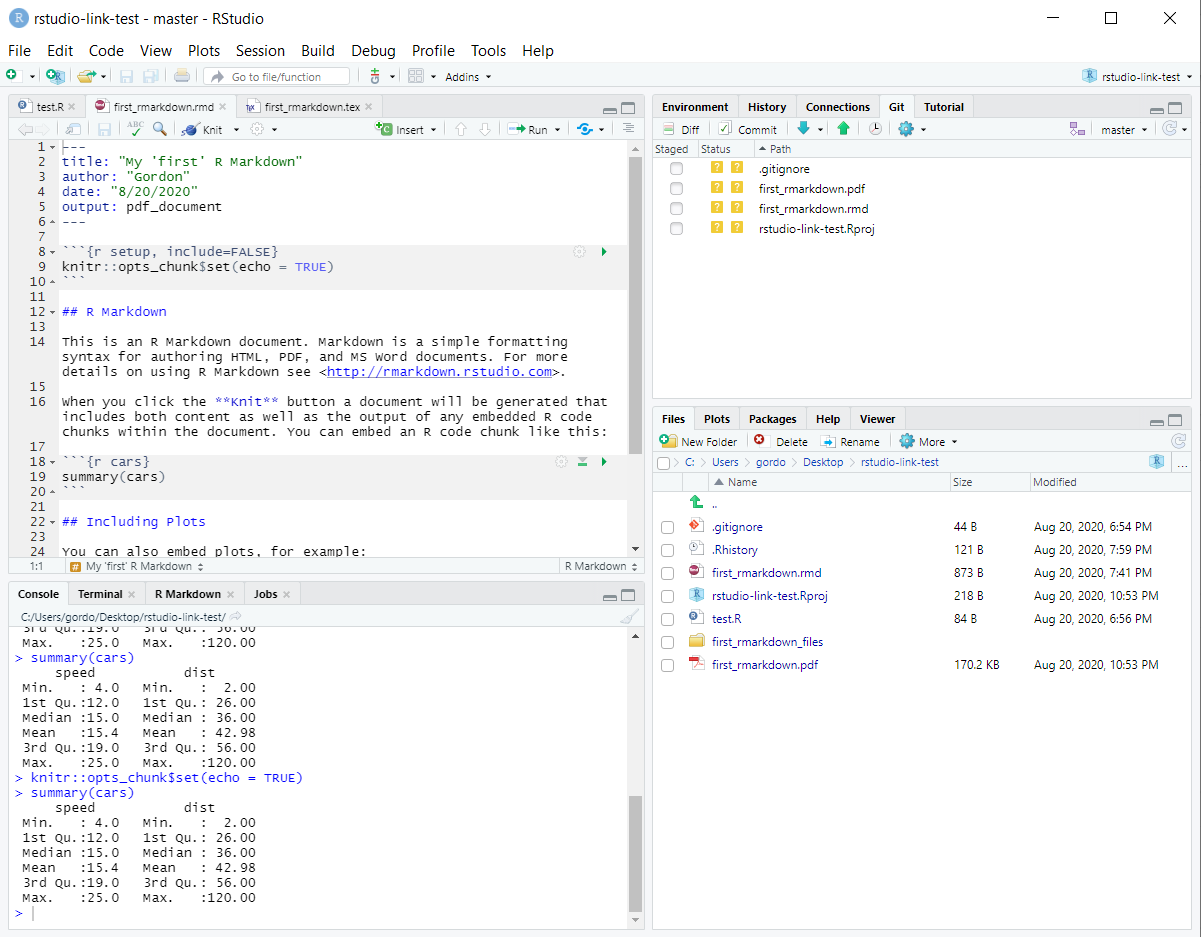 rstudio-link-test - master - RStudio
File Edit Code View Plots Session Build Debug Profile Tools Help
Go to file/function Addins rstudio-link-test
test.R first_rmarkdown.rmd first_rmarkdown.tex
ABC Knit Insert Run
1 ---
2 title: "My 'first' R Markdown"
3 author: "Gordon"
4 date: "8/20/2020"
5 output: pdf_document
6 ---
7
8 ```{r setup, include=FALSE}
9 knitr::opts_chunk$set(echo = TRUE)
10 ```
11
12 ## R Markdown
13
14 This is an R Markdown document. Markdown is a simple formatting
syntax for authoring HTML, PDF, and MS Word documents. For more
details on using R Markdown see <http://rmarkdown.rstudio.com>.
15
16 When you click the **Knit** button a document will be generated that
includes both content as well as the output of any embedded R code
chunks within the document. You can embed an R code chunk like this:
17
18 ```{r cars}
19 summary(cars)
20 ```
21
22 ## Including Plots
23
24 You can also embed plots, for example:
1:1 # My 'first' R Markdown R Markdown
Console Terminal R Markdown Jobs
C:/Users/gordo/Desktop/rstudio-link-test/
3rd Qu.:19.0 3rd Qu.: 56.00
Max. :25.0 Max. :120.00
> summary(cars)
speed dist
Min. : 4.0 Min. : 2.00
1st Qu.:12.0 1st Qu.: 26.00
Median :15.0 Median : 36.00
Mean :15.4 Mean : 42.98
3rd Qu.:19.0 3rd Qu.: 56.00
Max. :25.0 Max. :120.00
> knitr::opts_chunk$set(echo = TRUE)
> summary(cars)
speed dist
Min. : 4.0 Min. : 2.00
1st Qu.:12.0 1st Qu.: 26.00
Median :15.0 Median : 36.00
Mean :15.4 Mean : 42.98
3rd Qu.:19.0 3rd Qu.: 56.00
Max. :25.0 Max. :120.00
>
Environment History Connections Git Tutorial
Diff Commit master
Staged Status Path
? ? .gitignore
? ? first_rmarkdown.pdf
? ? first_rmarkdown.rmd
? ? rstudio-link-test.Rproj
Files Plots Packages Help Viewer
New Folder Delete Rename More
C: Users gordo Desktop rstudio-link-test ...
Name Size Modified
..
.gitignore 44 B Aug 20, 2020, 6:54 PM
.Rhistory 121 B Aug 20, 2020, 7:59 PM
first_rmarkdown.rmd 873 B Aug 20, 2020, 7:41 PM
rstudio-link-test.Rproj 218 B Aug 20, 2020, 10:53 PM
test.R 84 B Aug 20, 2020, 6:56 PM
first_rmarkdown_files
first_rmarkdown.pdf 170.2 KB Aug 20, 2020, 10:53 PM